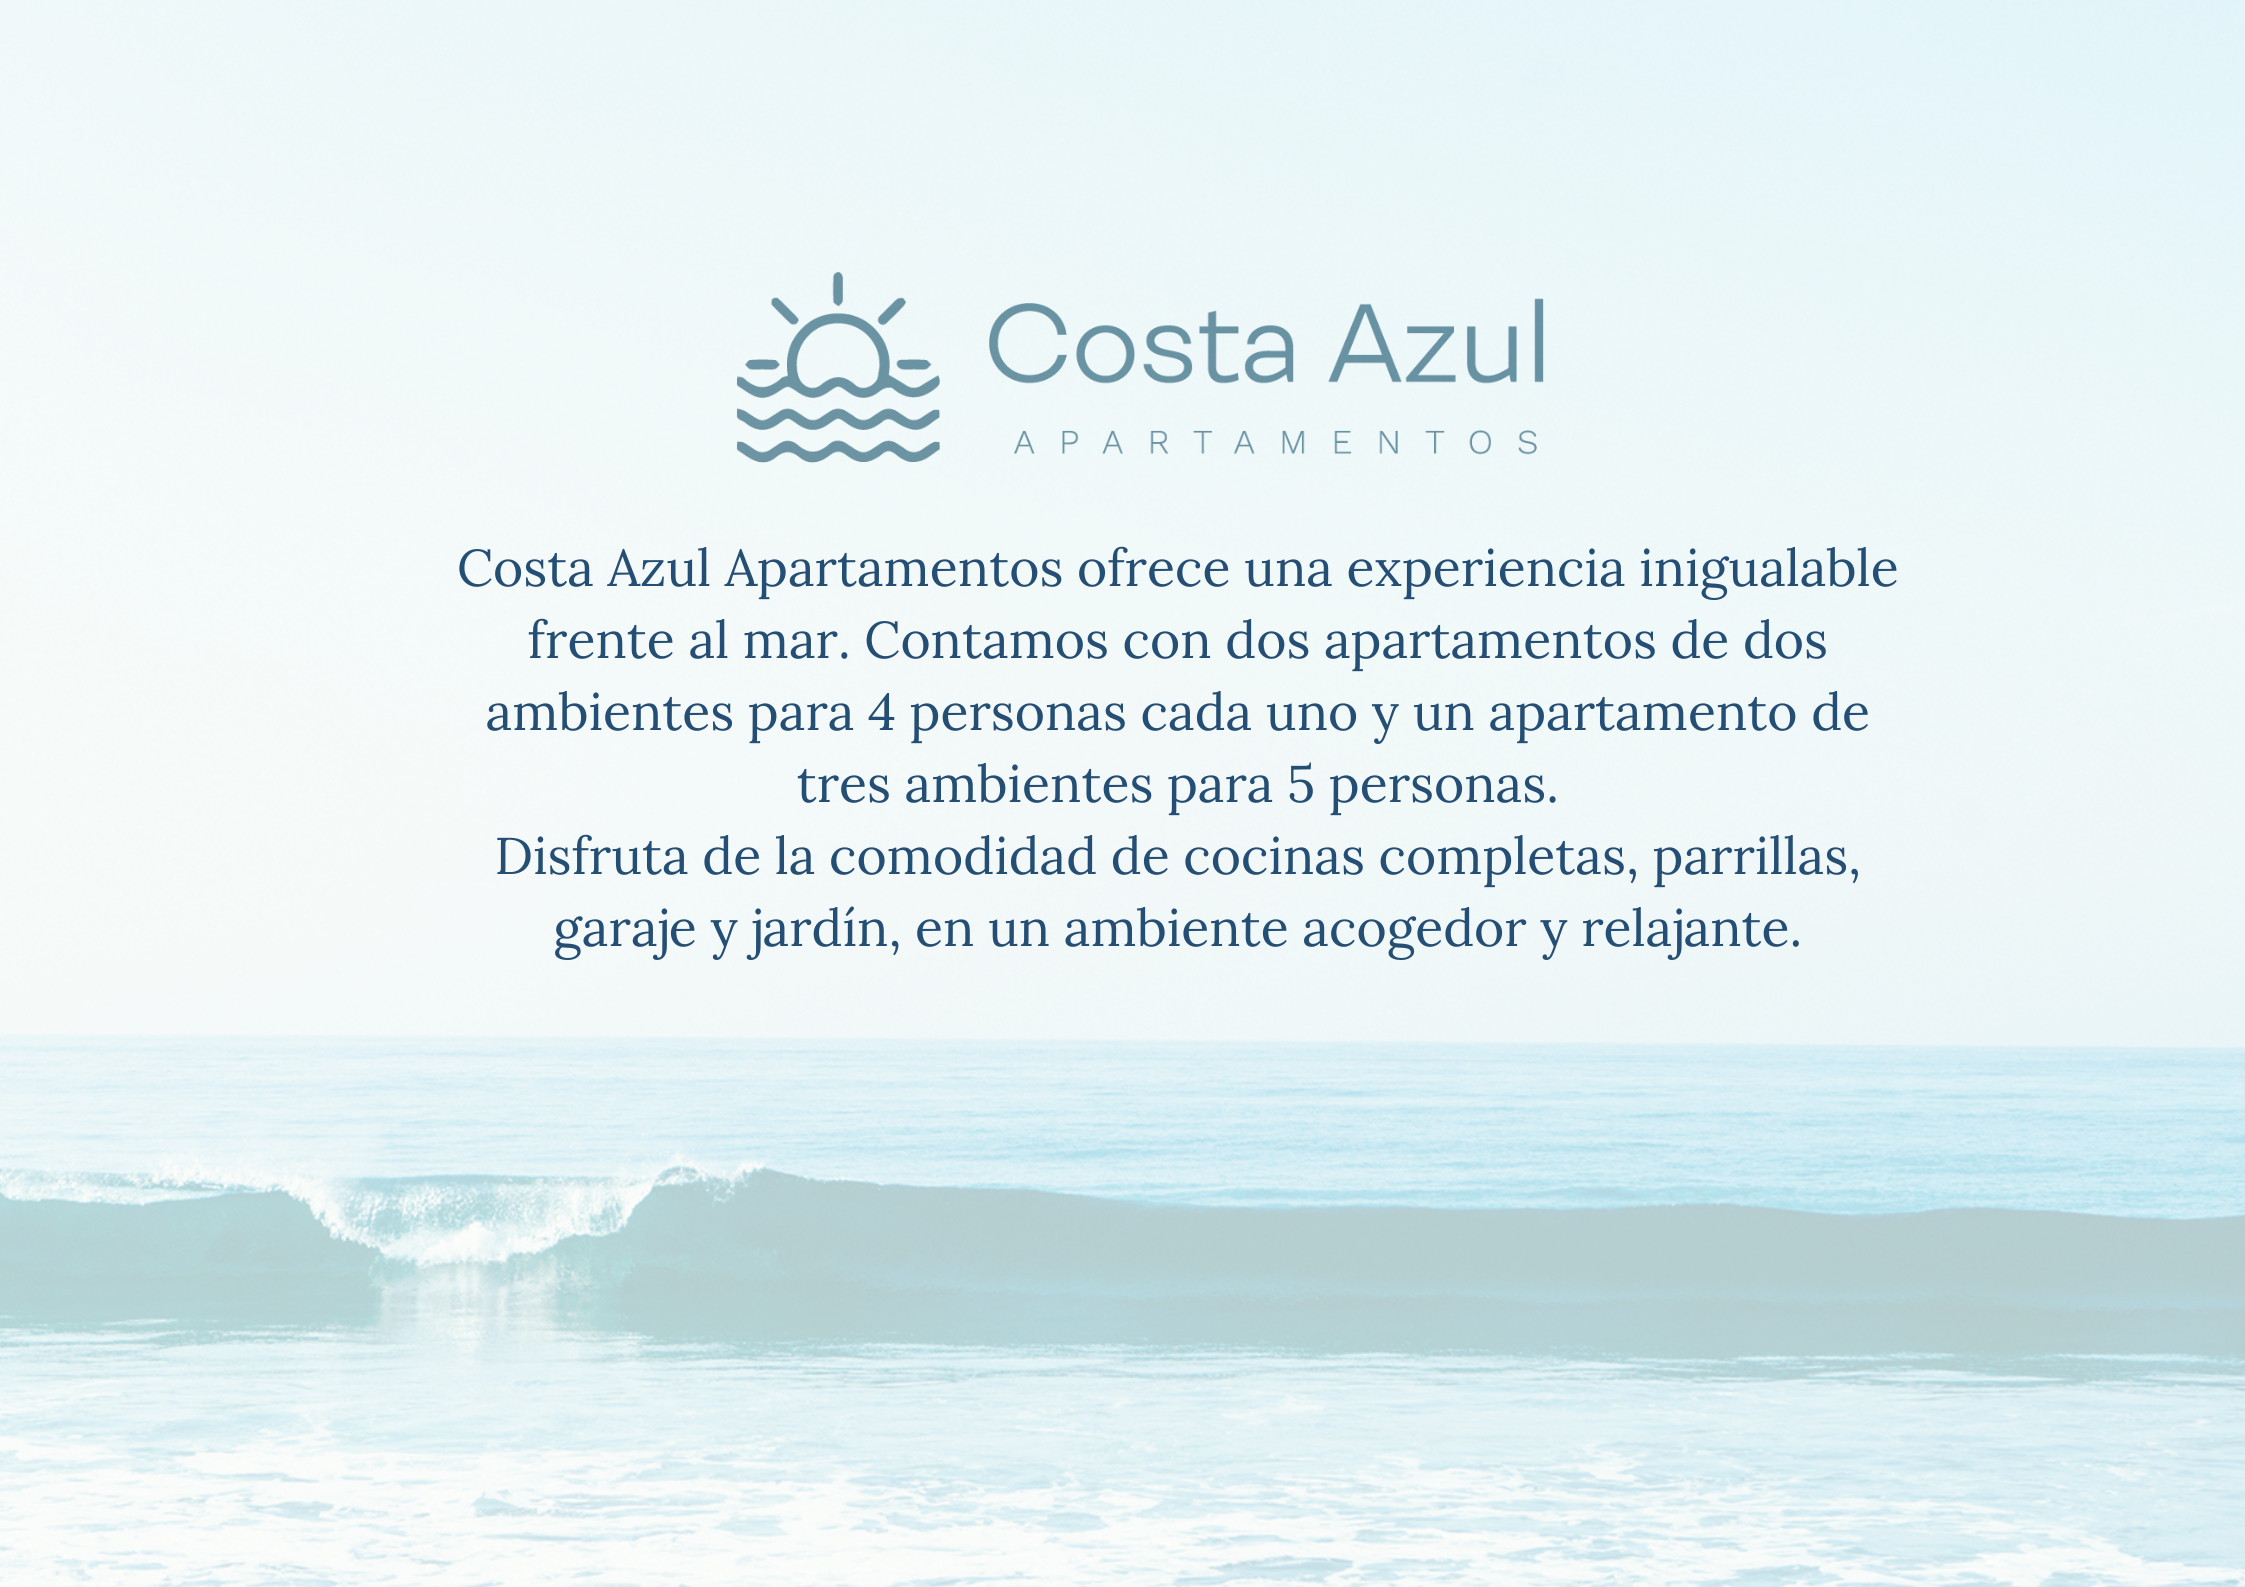 Costa Azul
APARTAMENTOS
Costa Azul Apartamentos ofrece una experiencia inigualable
frente al mar. Contamos con dos apartamentos de dos
ambientes para 4 personas cada uno y un apartamento de
tres ambientes para 5 personas.
Disfruta de la comodidad de cocinas completas, parrillas,
garaje y jardín, en un ambiente acogedor y relajante.